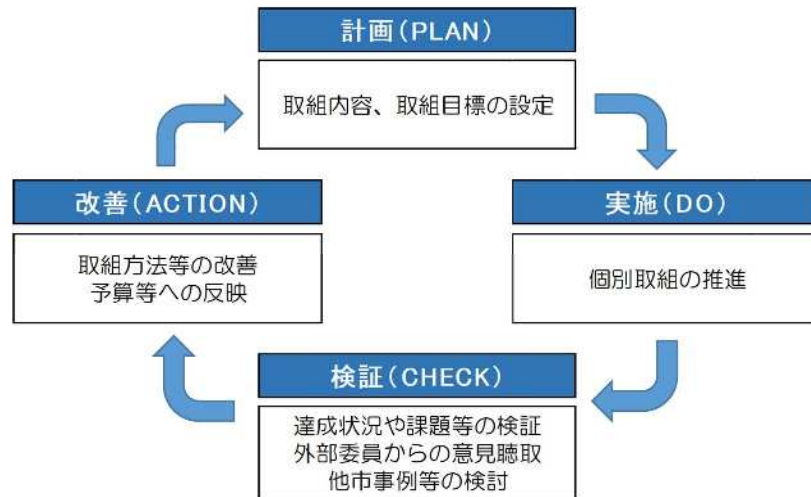 計画(PLAN)
取組内容、取組目標の設定
実施(DO)
個別取組の推進
検証(CHECK)
達成状況や課題等の検証
外部委員からの意見聴取
他市事例等の検討
改善(ACTION)
取組方法等の改善
予算等への反映